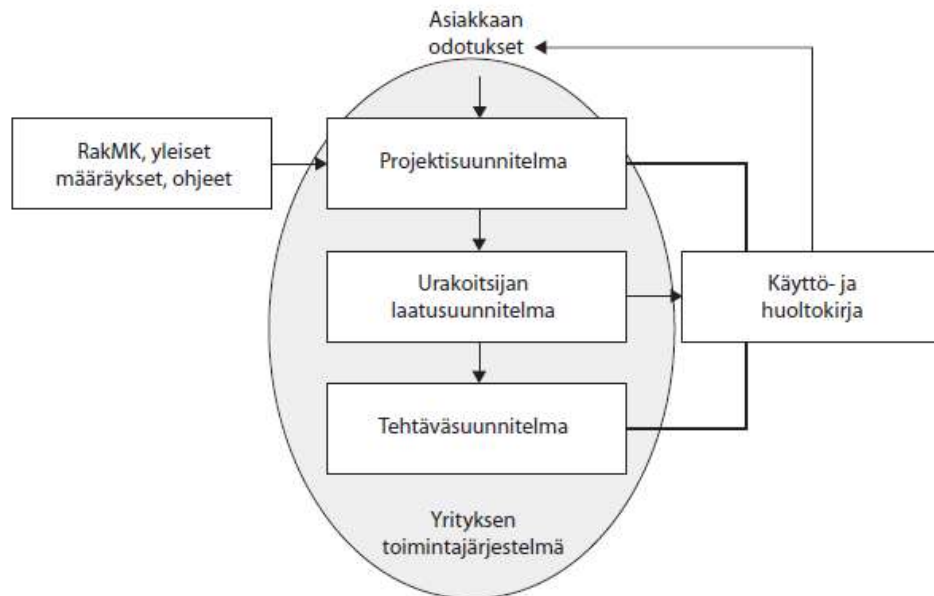 Asiakkaan
odotukset
RakMK, yleiset
määräykset, ohjeet
Projektisuunnitelma
Urakoitsijan
laatusuunnitelma
Käyttö- ja
huoltokirja
Tehtäväsuunnitelma
Yrityksen
toimintajärjestelmä